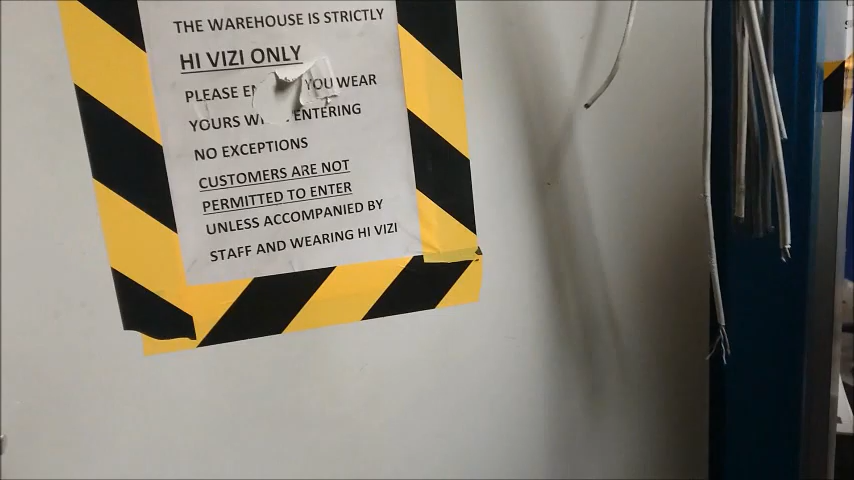 THE WAREHOUSE IS STRICTLY
HI VIZI ONLY
PLEASE YOU WEAR
YOURS ENTERING
NO EXCEPTIONS
CUSTOMERS ARE NOT
PERMITTED TO ENTER
UNLESS ACCOMPANIED BY
STAFF AND WEARING HI VIZI